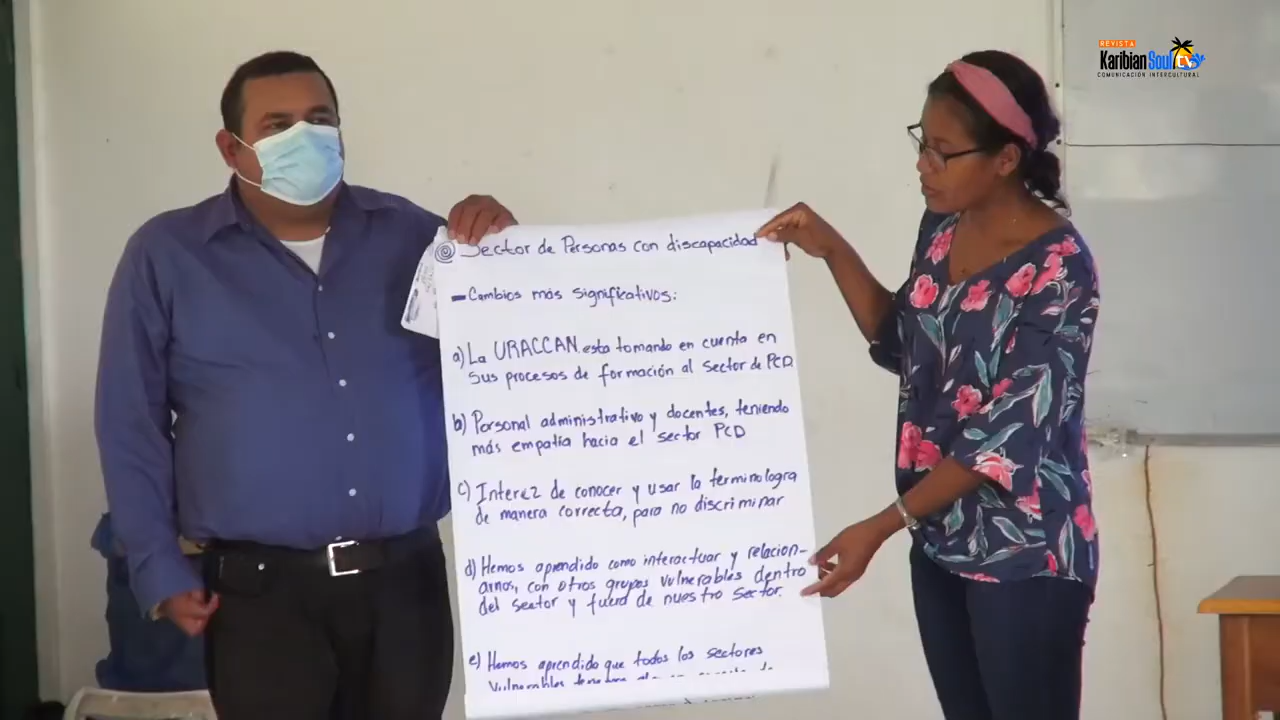 REVISTA
Karibian Soul TV
COMUNICACIÓN INTERCULTURAL
Sector de Personas con discapacidad
- Cambios más significativos:
a) La URACCAN esta tomando en cuenta en
sus procesos de formación al sector de PCD
b) Personal administrativo y docentes, teniendo
más empatía hacia el sector PCD
c) Interez de conocer y usar la terminologra
de manera correcta, para no discriminar
d) Hemos aprendido como interactuar y relacion-
arnos, con otros grupos vulnerables dentro
del sector y fuera de nuestro sector.
e) Hemos aprendido que todos los sectores
Vulnerables